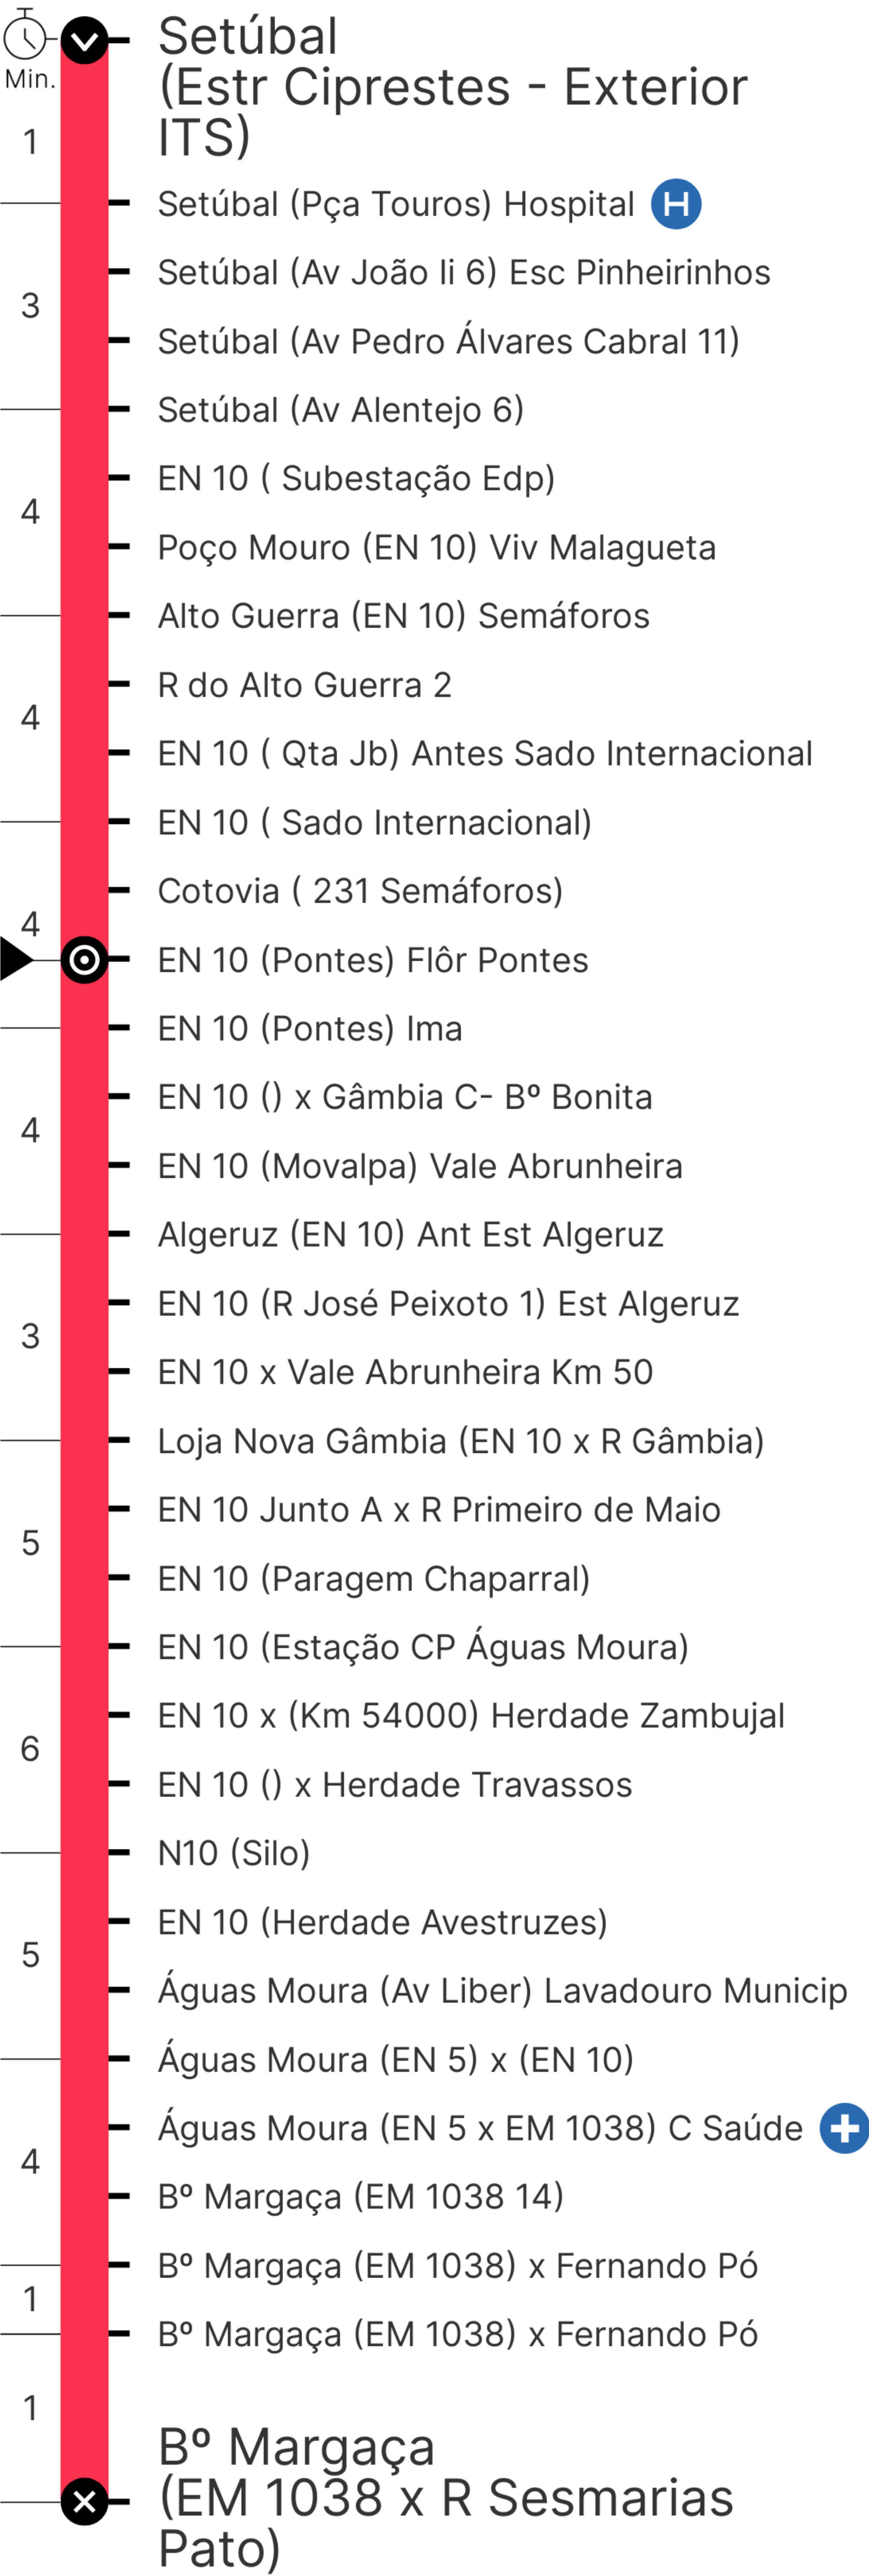 Setúbal
(Estr Ciprestes - Exterior
ITS)
Min.
1
Setúbal (Pça Touros) Hospital H
Setúbal (Av João Ii 6) Esc Pinheirinhos
3
Setúbal (Av Pedro Álvares Cabral 11)
Setúbal (Av Alentejo 6)
EN 10 ( Subestação Edp)
4
Poço Mouro (EN 10) Viv Malagueta
Alto Guerra (EN 10) Semáforos
R do Alto Guerra 2
4
EN 10 ( Qta Jb) Antes Sado Internacional
EN 10 ( Sado Internacional)
Cotovia ( 231 Semáforos)
4
EN 10 (Pontes) Flôr Pontes
EN 10 (Pontes) Ima
EN 10 () x Gâmbia C- Bº Bonita
4
EN 10 (Movalpa) Vale Abrunheira
Algeruz (EN 10) Ant Est Algeruz
EN 10 (R José Peixoto 1) Est Algeruz
3
EN 10 x Vale Abrunheira Km 50
Loja Nova Gâmbia (EN 10 x R Gâmbia)
EN 10 Junto A x R Primeiro de Maio
5
EN 10 (Paragem Chaparral)
EN 10 (Estação CP Águas Moura)
EN 10 x (Km 54000) Herdade Zambujal
6
EN 10 () x Herdade Travassos
N10 (Silo)
EN 10 (Herdade Avestruzes)
5
Águas Moura (Av Liber) Lavadouro Municip
Águas Moura (EN 5) x (EN 10)
Águas Moura (EN 5 x EM 1038) C Saúde
4
Bº Margaça (EM 1038 14)
Bº Margaça (EM 1038) x Fernando Pó
1
Bº Margaça (EM 1038) x Fernando Pó
1
Bº Margaça
(EM 1038 x R Sesmarias
Pato)